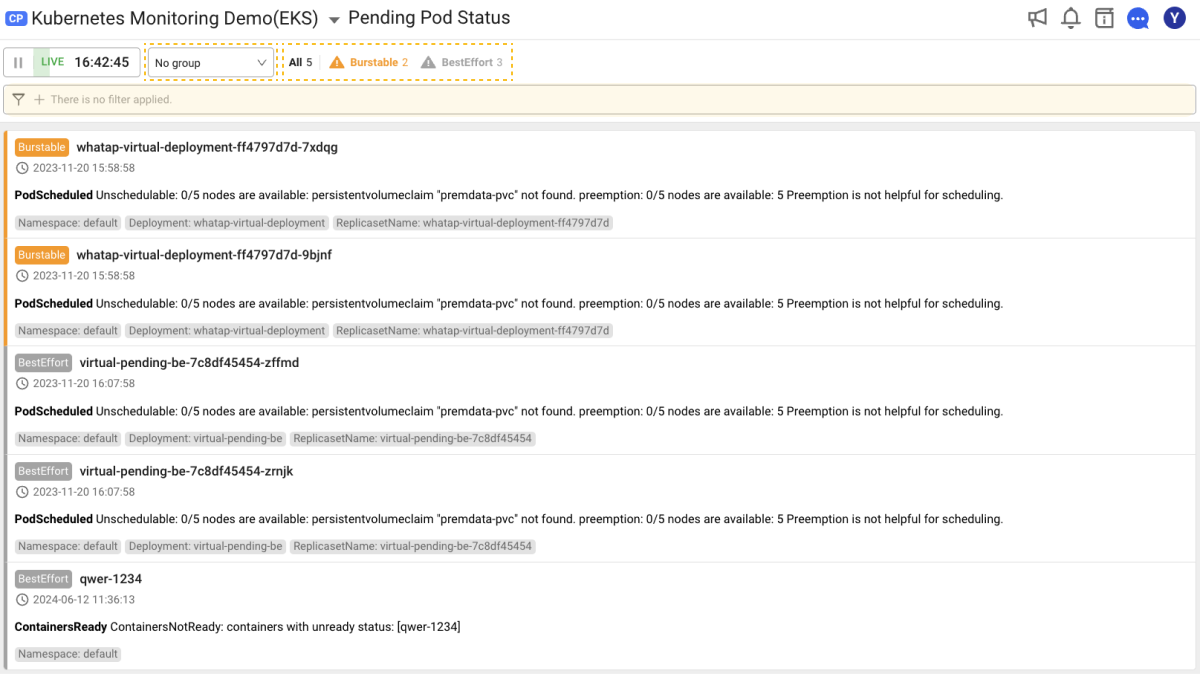 CP Kubernetes Monitoring Demo(EKS) Pending Pod Status
Y
LIVE 16:42:45 No group All 5 Burstable 2 BestEffort 3
There is no filter applied.
Burstable whatap-virtual-deployment-ff4797d7d-7xdqg
2023-11-20 15:58:58
PodScheduled Unschedulable: 0/5 nodes are available: persistentvolumeclaim "premdata-pvc" not found. preemption: 0/5 nodes are available: 5 Preemption is not helpful for scheduling.
Namespace: default Deployment: whatap-virtual-deployment ReplicasetName: whatap-virtual-deployment-ff4797d7d
Burstable whatap-virtual-deployment-ff4797d7d-9bjnf
2023-11-20 15:58:58
PodScheduled Unschedulable: 0/5 nodes are available: persistentvolumeclaim "premdata-pvc" not found. preemption: 0/5 nodes are available: 5 Preemption is not helpful for scheduling.
Namespace: default Deployment: whatap-virtual-deployment ReplicasetName: whatap-virtual-deployment-ff4797d7d
BestEffort virtual-pending-be-7c8df45454-zffmd
2023-11-20 16:07:58
PodScheduled Unschedulable: 0/5 nodes are available: persistentvolumeclaim "premdata-pvc" not found. preemption: 0/5 nodes are available: 5 Preemption is not helpful for scheduling.
Namespace: default Deployment: virtual-pending-be ReplicasetName: virtual-pending-be-7c8df45454
BestEffort virtual-pending-be-7c8df45454-zrnjk
2023-11-20 16:07:58
PodScheduled Unschedulable: 0/5 nodes are available: persistentvolumeclaim "premdata-pvc" not found. preemption: 0/5 nodes are available: 5 Preemption is not helpful for scheduling.
Namespace: default Deployment: virtual-pending-be ReplicasetName: virtual-pending-be-7c8df45454
BestEffort qwer-1234
2024-06-12 11:36:13
ContainersReady ContainersNotReady: containers with unready status: [qwer-1234]
Namespace: default